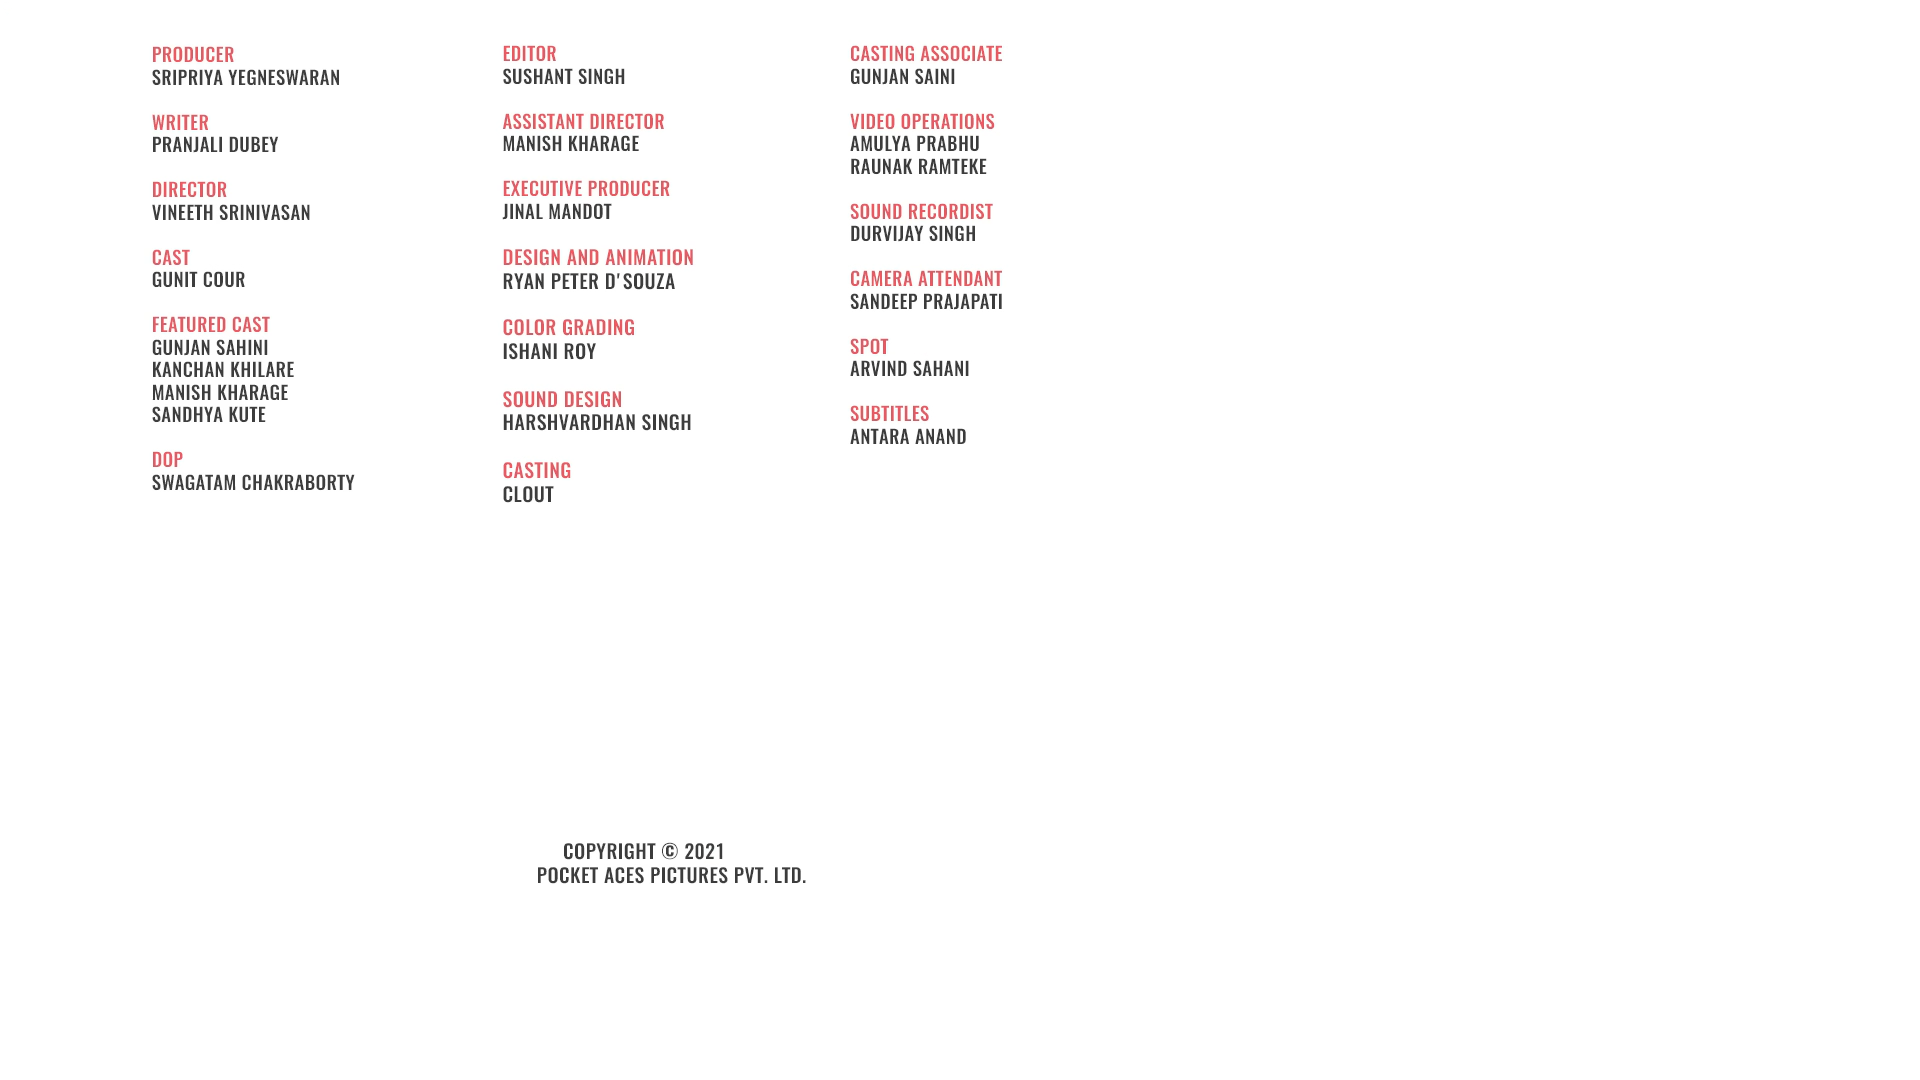 PRODUCER
SRIPRIYA YEGNESWARAN
WRITER
PRANJALI DUBEY
DIRECTOR
VINEETH SRINIVASAN
CAST
GUNIT COUR
FEATURED CAST
GUNJAN SAHINI
KANCHAN KHILARE
MANISH KHARAGE
SANDHYA KUTE
DOP
SWAGATAM CHAKRABORTY
EDITOR
SUSHANT SINGH
ASSISTANT DIRECTOR
MANISH KHARAGE
EXECUTIVE PRODUCER
JINAL MANDOT
DESIGN AND ANIMATION
RYAN PETER D'SOUZA
COLOR GRADING
ISHANI ROY
SOUND DESIGN
HARSHVARDHAN SINGH
CASTING
CLOUT
CASTING ASSOCIATE
GUNJAN SAINI
VIDEO OPERATIONS
AMULYA PRABHU
RAUNAK RAMTEKE
SOUND RECORDIST
DURVIJAY SINGH
CAMERA ATTENDANT
SANDEEP PRAJAPATI
SPOT
ARVIND SAHANI
SUBTITLES
ANTARA ANAND
COPYRIGHT © 2021
POCKET ACES PICTURES PVT. LTD.